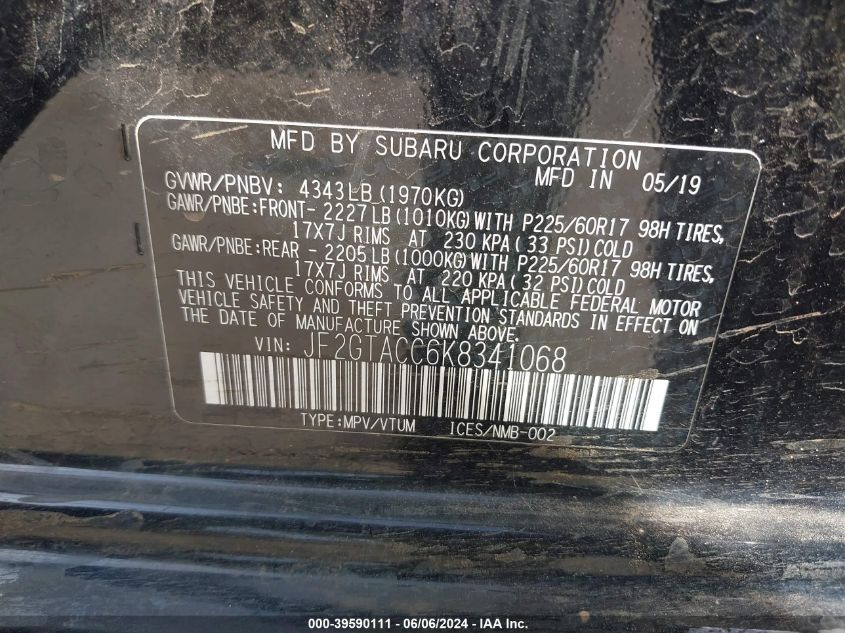 MFD BY SUBARU CORPORATION
MFD IN 05/19
GVWR/PNBV: 4343LB (1970KG)
GAWR/PNBE:FRONT- 2227LB(1010KG)WITH P225/60R17 98H TIRES,
17X7J RIMS AT 230 KPA( 33 PSI)COLD
GAWR/PNBE:REAR - 2205LB(1000KG)WITH P225/60R17 98H TIRES,
17X7J RIMS AT 220 KPA( 32 PSI)COLD
THIS VEHICLE CONFORMS TO ALL APPLICABLE FEDERAL MOTOR
VEHICLE SAFETY AND THEFT PREVENTION STANDARDS IN EFFECT ON
THE DATE OF MANUFACTURE SHOWN ABOVE.
VIN: JF2GTACC6K8341068
TYPE:MPV/VTUM ICES/NMB-002
000-39590111 - 06/06/2024 - © IAA Inc.